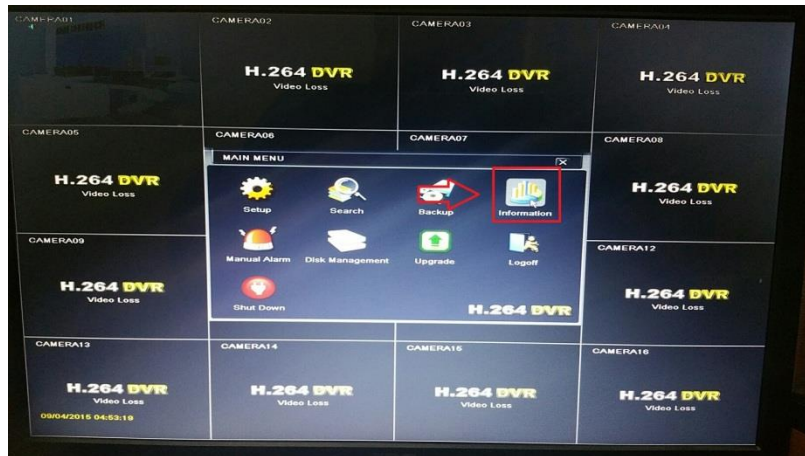 CAMERA01
CAMERA02
CAMERA03
CAMERA04
H.264 DVR
Video Loss
H.264 DVR
Video Loss
H.264 DVR
Video Loss
CAMERA05
CAMERA06
CAMERA07
CAMERA08
H.264 DVR
Video Loss
MAIN MENU
Setup
Search
Backup
Information
Manual Alarm
Disk Management
Upgrade
Logoff
Shut Down
H.264 DVR
H.264 DVR
Video Loss
CAMERA09
CAMERA12
H.264 DVR
Video Loss
H.264 DVR
Video Loss
CAMERA13
CAMERA14
CAMERA15
CAMERA16
H.264 DVR
Video Loss
H.264 DVR
Video Loss
H.264 DVR
Video Loss
H.264 DVR
Video Loss
09/04/2015 04:53:19